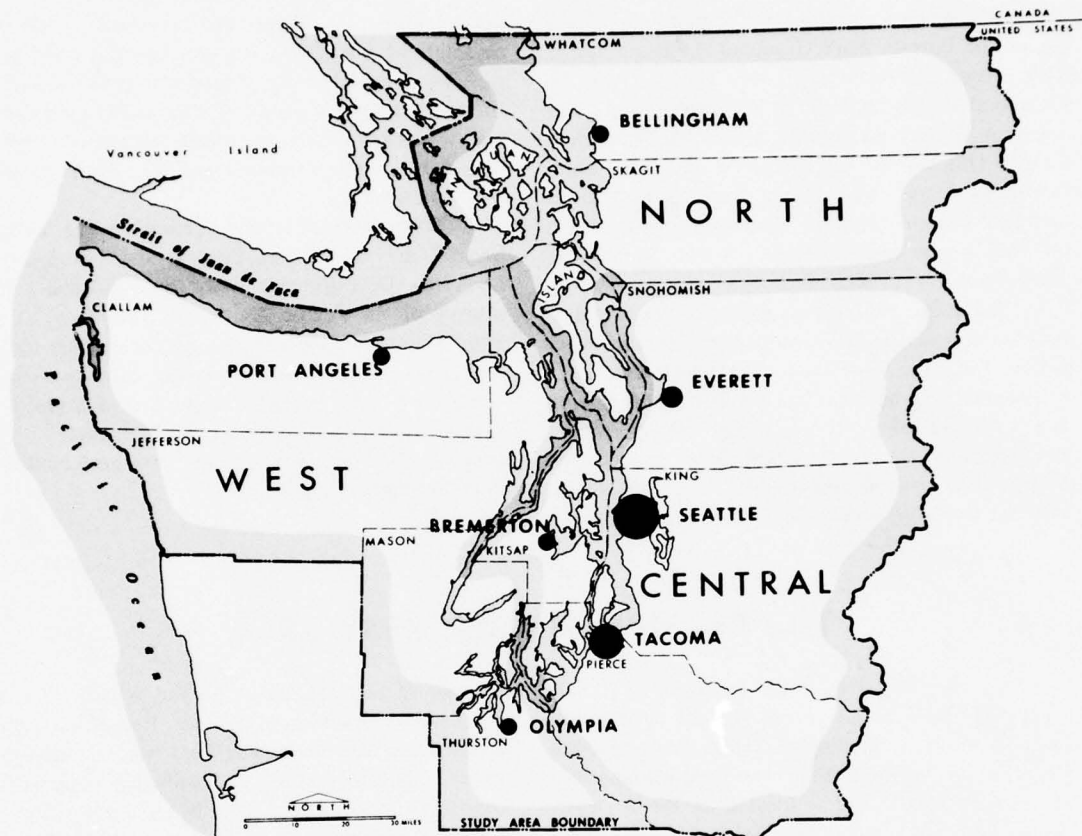 CANADA
UNITED STATES
WHATCOM
BELLINGHAM
Vancouver Island
SAN JUAN
SKAGIT
NORTH
Strait of Juan de Fuca
ISLAND
SNOHOMISH
CLALLAM
PORT ANGELES
EVERETT
Pacific Ocean
JEFFERSON
WEST
KING
SEATTLE
BREMERTON
MASON
KITSAP
CENTRAL
TACOMA
PIERCE
OLYMPIA
THURSTON
NORTH
0 10 20 30 MILES
STUDY AREA BOUNDARY